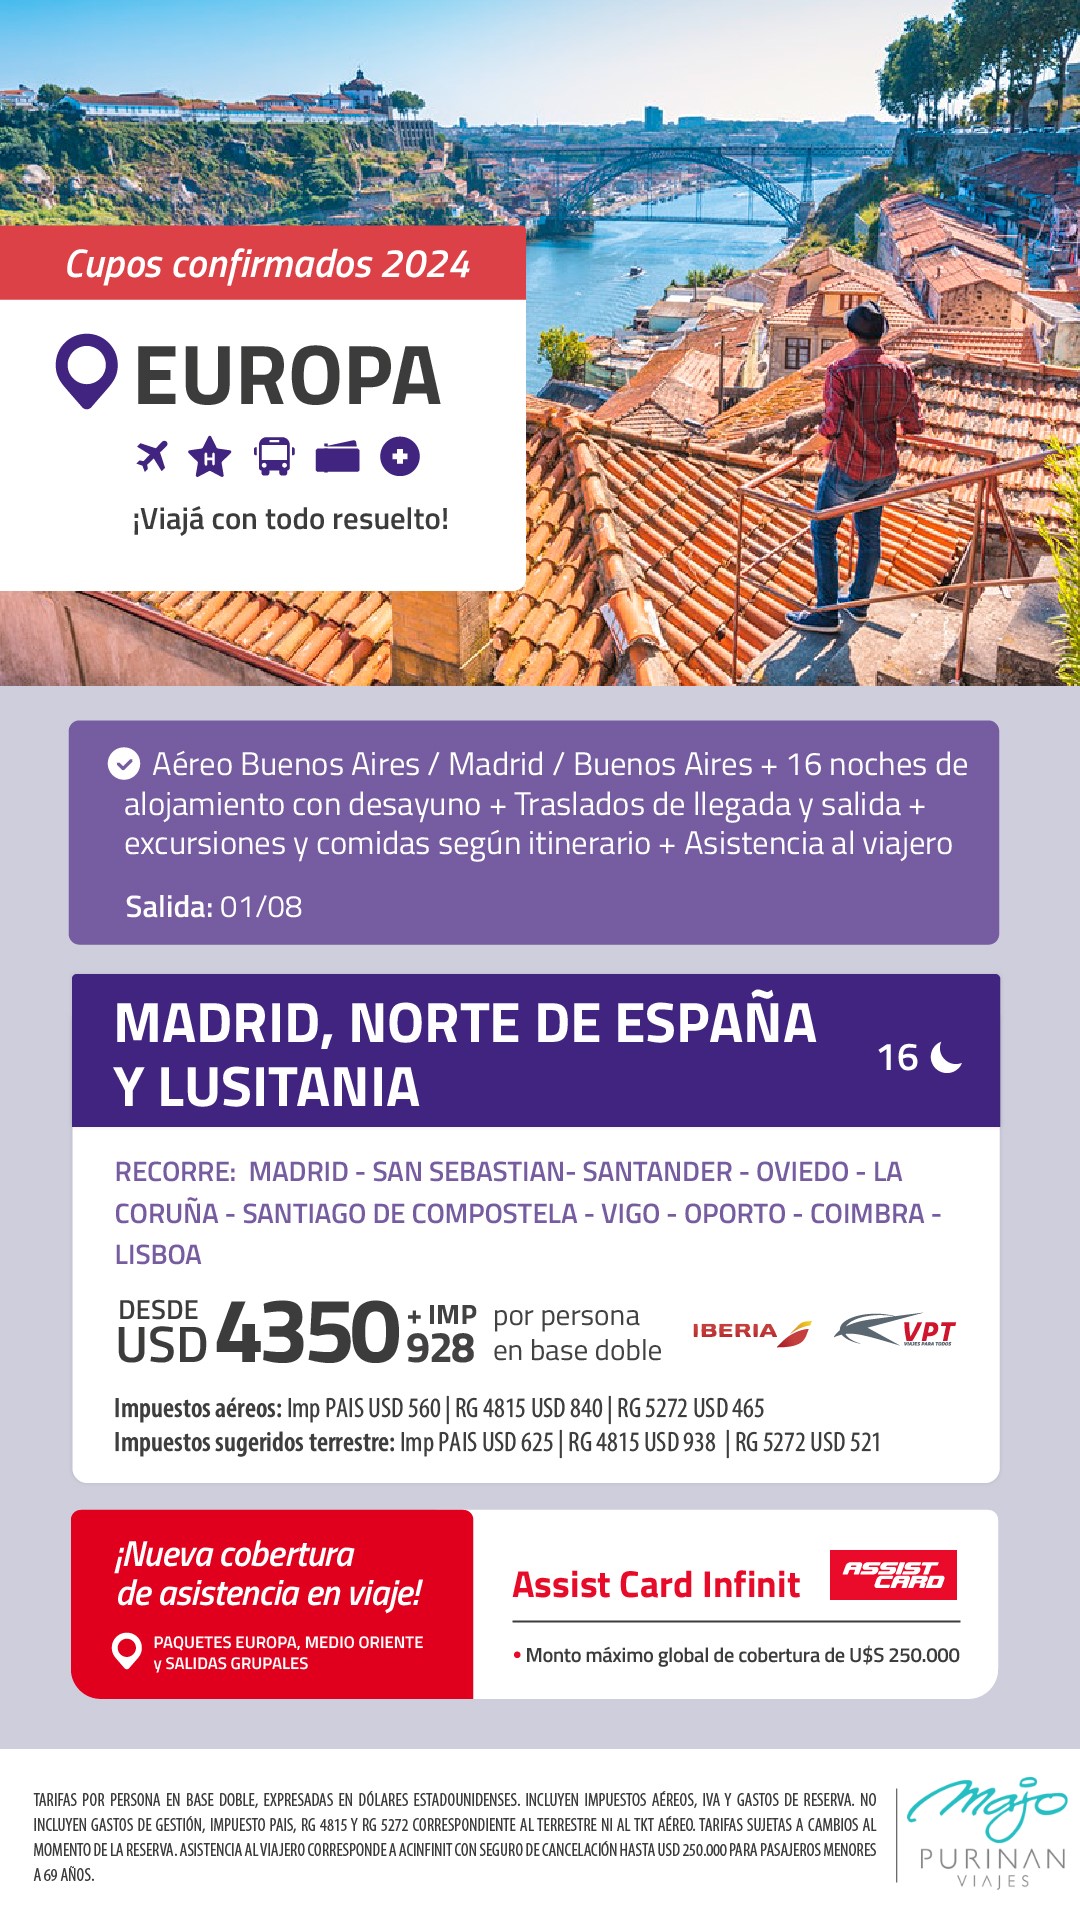 Cupos confirmados 2024
EUROPA
H
¡Viajá con todo resuelto!
Aéreo Buenos Aires / Madrid / Buenos Aires + 16 noches de
alojamiento con desayuno + Traslados de llegada y salida +
excursiones y comidas según itinerario + Asistencia al viajero
Salida: 01/08
MADRID, NORTE DE ESPAÑA
Y LUSITANIA
16
RECORRE: MADRID - SAN SEBASTIAN- SANTANDER - OVIEDO - LA
CORUÑA - SANTIAGO DE COMPOSTELA - VIGO - OPORTO - COIMBRA -
LISBOA
DESDE
USD 4350 + IMP 928 por persona
en base doble
IBERIA
VPT
VIAJES PARA TODOS
Impuestos aéreos: Imp PAIS USD 560 | RG 4815 USD 840 | RG 5272 USD 465
Impuestos sugeridos terrestre: Imp PAIS USD 625 | RG 4815 USD 938 | RG 5272 USD 521
¡Nueva cobertura
de asistencia en viaje!
PAQUETES EUROPA, MEDIO ORIENTE
y SALIDAS GRUPALES
Assist Card Infinit
ASSIST
CARD
• Monto máximo global de cobertura de U$S 250.000
TARIFAS POR PERSONA EN BASE DOBLE, EXPRESADAS EN DÓLARES ESTADOUNIDENSES. INCLUYEN IMPUESTOS AÉREOS, IVA Y GASTOS DE RESERVA. NO
INCLUYEN GASTOS DE GESTIÓN, IMPUESTO PAIS, RG 4815 Y RG 5272 CORRESPONDIENTE AL TERRESTRE NI AL TKT AÉREO. TARIFAS SUJETAS A CAMBIOS AL
MOMENTO DE LA RESERVA. ASISTENCIA AL VIAJERO CORRESPONDE A ACINFINIT CON SEGURO DE CANCELACIÓN HASTA USD 250.000 PARA PASAJEROS MENORES
A 69 AÑOS.
Majo
PURINAN
VIAJES